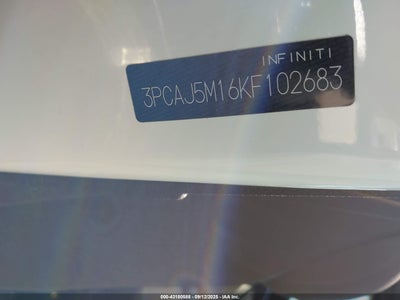 INFINITI
3PCAJ5M16KF102683
000-43180588 - 09/12/2025 - IAA Inc.